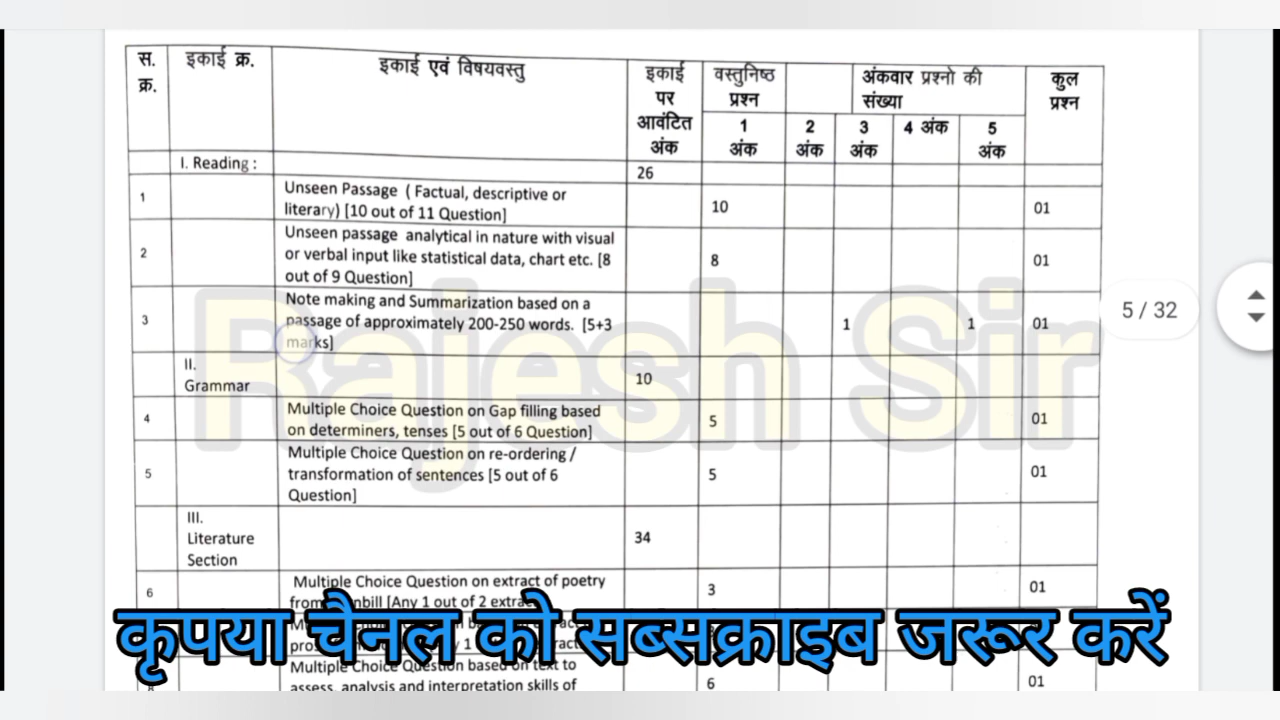 स. क्र.
इकाई क्र.
इकाई एवं विषयवस्तु
इकाई पर आवंटित अंक
वस्तुनिष्ठ प्रश्न
अंकवार प्रश्नो की संख्या
कुल प्रश्न
1 अंक
2 अंक
3 अंक
4 अंक
5 अंक
I. Reading :
26
1
Unseen Passage ( Factual, descriptive or
literary) [10 out of 11 Question]
10
01
2
Unseen passage analytical in nature with visual
or verbal input like statistical data, chart etc. [8
out of 9 Question]
8
01
3
Note making and Summarization based on a
passage of approximately 200-250 words. [5+3
marks]
1
1
01
II.
Grammar
10
4
Multiple Choice Question on Gap filling based
on determiners, tenses [5 out of 6 Question]
5
01
5
Multiple Choice Question on re-ordering /
transformation of sentences [5 out of 6
Question]
5
01
III.
Literature
Section
34
6
Multiple Choice Question on extract of poetry
3
01
Multiple Choice Question based on text to
assess, analysis and interpretation skills of
6
01
5 / 32
Rajesh Sir
कृपया चैनल को सब्सक्राइब जरूर करें